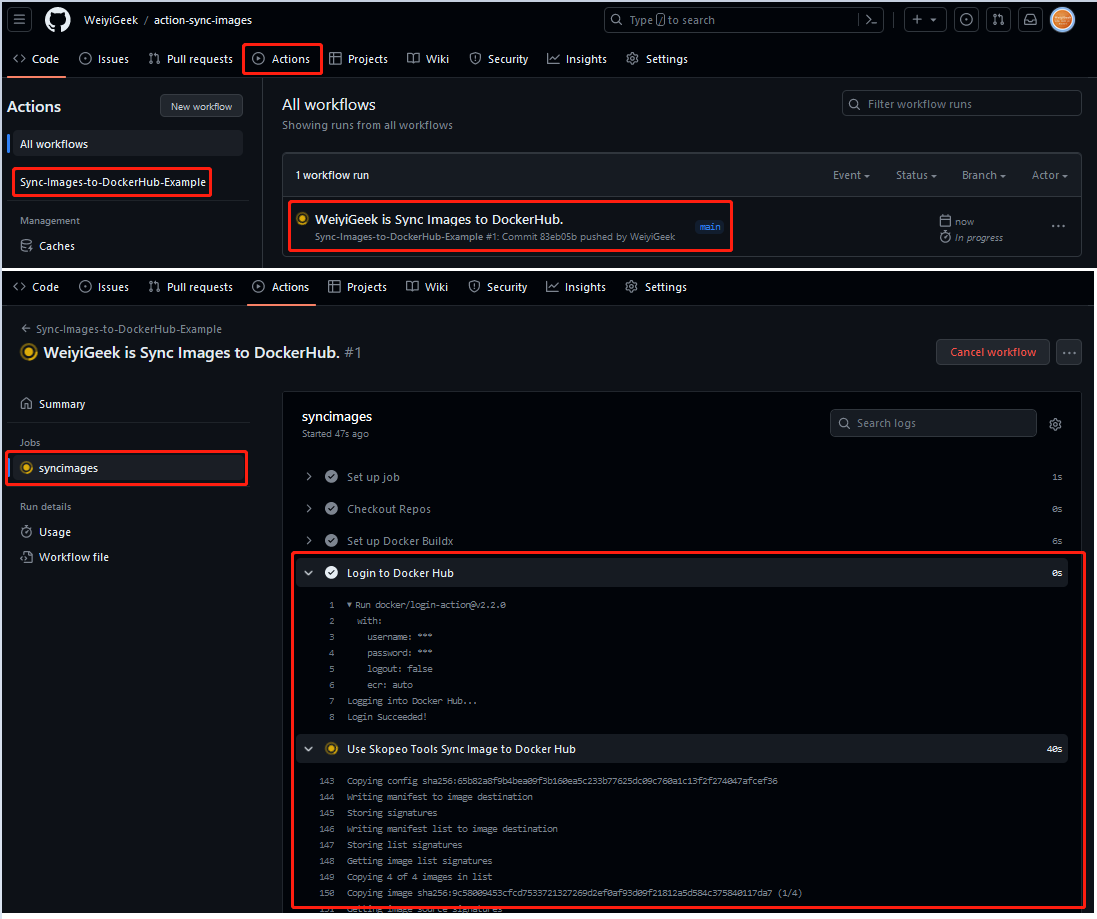 WeiyiGeek / action-sync-images
Type / to search
Code Issues Pull requests Actions Projects Wiki Security Insights Settings
Actions
New workflow
All workflows
Sync-Images-to-DockerHub-Example
Management
Caches
All workflows
Showing runs from all workflows
Filter workflow runs
1 workflow run
Event Status Branch Actor
WeiyiGeek is Sync Images to DockerHub.
Sync-Images-to-DockerHub-Example #1: Commit 83eb05b pushed by WeiyiGeek
main
now
In progress
Code Issues Pull requests Actions Projects Wiki Security Insights Settings
Sync-Images-to-DockerHub-Example
WeiyiGeek is Sync Images to DockerHub. #1
Cancel workflow
Summary
Jobs
syncimages
Run details
Usage
Workflow file
syncimages
Started 47s ago
Search logs
Set up job 1s
Checkout Repos 0s
Set up Docker Buildx 6s
Login to Docker Hub 0s
1 Run docker/login-action@v2.2.0
2 with:
3 username: ***
4 password: ***
5 logout: false
6 ecr: auto
7 Logging into Docker Hub...
8 Login Succeeded!
Use Skopeo Tools Sync Image to Docker Hub 40s
143 Copying config sha256:65b82a8f9b4bea09f3b160ea5c233b77625dc09c760a1c13f2f274047afcef36
144 Writing manifest to image destination
145 Storing signatures
146 Writing manifest list to image destination
147 Storing list signatures
148 Getting image list signatures
149 Copying 4 of 4 images in list
150 Copying image sha256:9c58009453cfcd7533721327269d2ef0af93d09f21812a5d584c375840117da7 (1/4)
151 Getting image source signatures